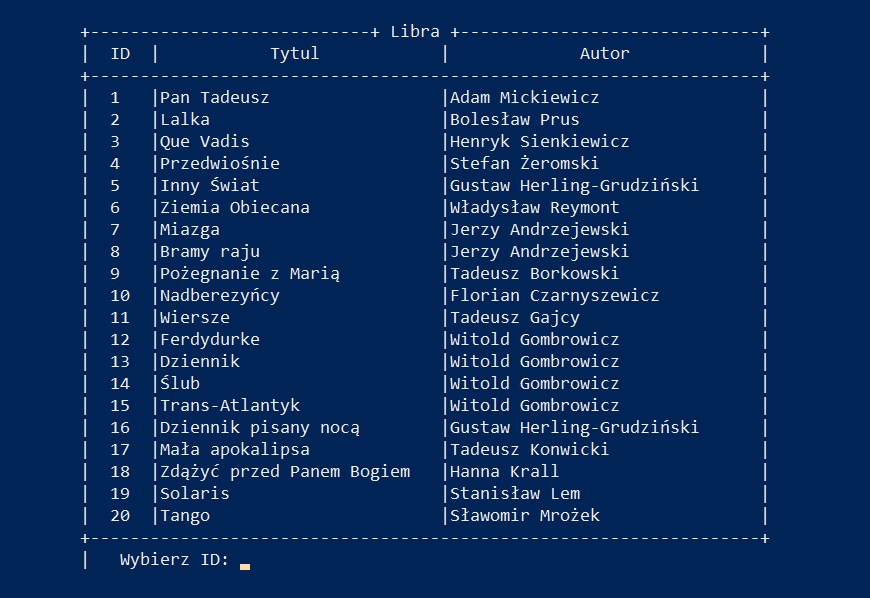 +----------------------------+ Libra +------------------------------+
| ID | Tytul | Autor |
+-------------------------------------------------------------------+
| 1 |Pan Tadeusz |Adam Mickiewicz |
| 2 |Lalka |Bolesław Prus |
| 3 |Que Vadis |Henryk Sienkiewicz |
| 4 |Przedwiośnie |Stefan Żeromski |
| 5 |Inny Świat |Gustaw Herling-Grudziński |
| 6 |Ziemia Obiecana |Władysław Reymont |
| 7 |Miazga |Jerzy Andrzejewski |
| 8 |Bramy raju |Jerzy Andrzejewski |
| 9 |Pożegnanie z Marią |Tadeusz Borkowski |
| 10 |Nadberezyńcy |Florian Czarnyszewicz |
| 11 |Wiersze |Tadeusz Gajcy |
| 12 |Ferdydurke |Witold Gombrowicz |
| 13 |Dziennik |Witold Gombrowicz |
| 14 |Ślub |Witold Gombrowicz |
| 15 |Trans-Atlantyk |Witold Gombrowicz |
| 16 |Dziennik pisany nocą |Gustaw Herling-Grudziński |
| 17 |Mała apokalipsa |Tadeusz Konwicki |
| 18 |Zdążyć przed Panem Bogiem |Hanna Krall |
| 19 |Solaris |Stanisław Lem |
| 20 |Tango |Sławomir Mrożek |
+-------------------------------------------------------------------+
| Wybierz ID: _